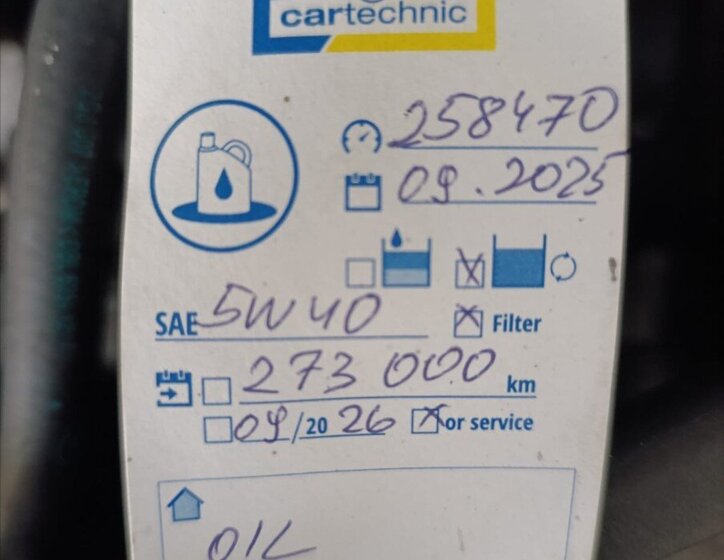 cartechnic
258470
09.2025
SAE 5W40
Filter
273 000 km
09/20 26 or service
OIL